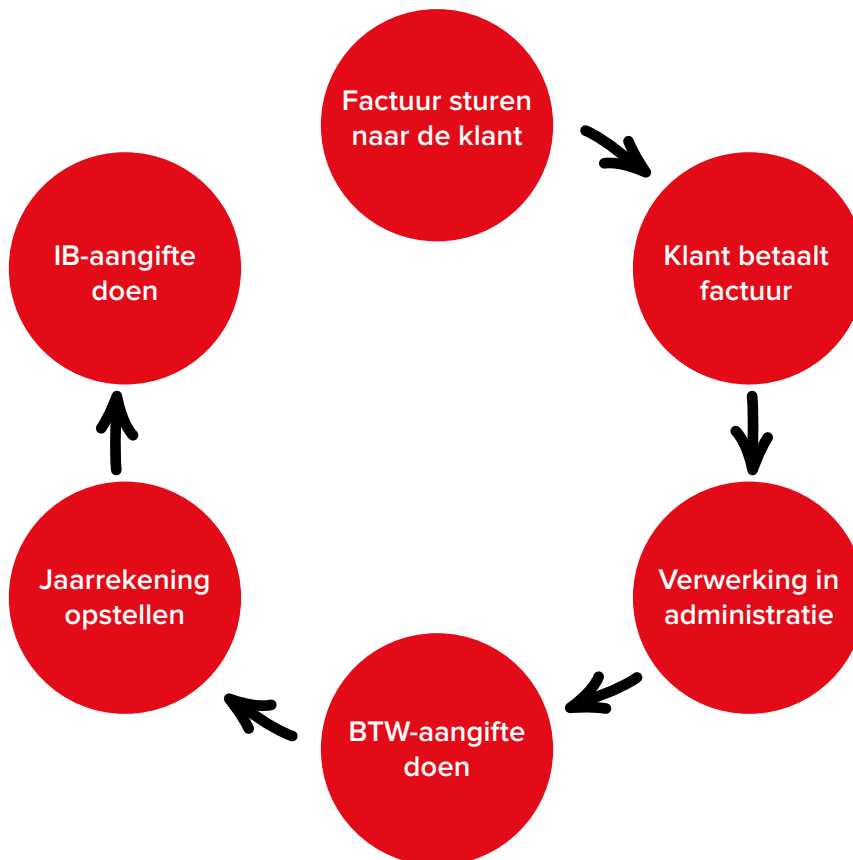 Factuur sturen
naar de klant
Klant betaalt
factuur
Verwerking in
administratie
BTW-aangifte
doen
Jaarrekening
opstellen
IB-aangifte
doen